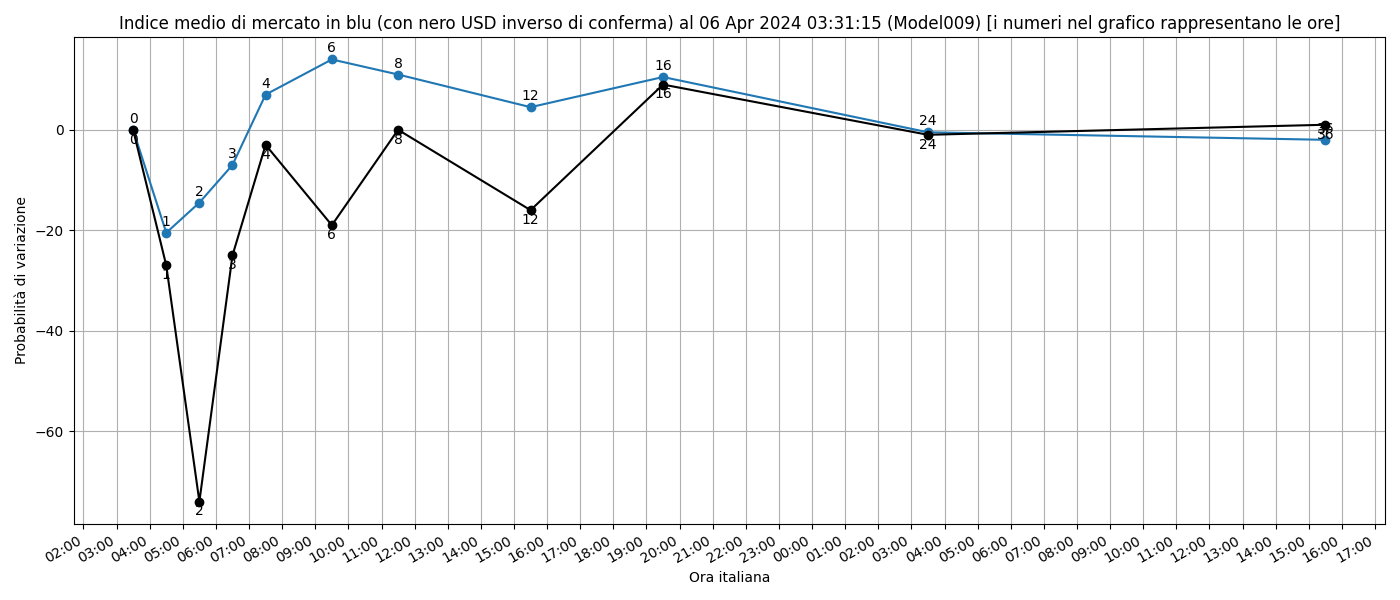 Indice medio di mercato in blu (con nero USD inverso di conferma) al 06 Apr 2024 03:31:15 (Model009) [i numeri nel grafico rappresentano le ore]
Probabilità di variazione
0
−20
−40
−60
0 1 2 3 4 6 8 12 16 24 36
0 1 2 3 4 6 8 12 16 24 36
02:00 03:00 04:00 05:00 06:00 07:00 08:00 09:00 10:00 11:00 12:00 13:00 14:00 15:00 16:00 17:00 18:00 19:00 20:00 21:00 22:00 23:00 00:00 01:00 02:00 03:00 04:00 05:00 06:00 07:00 08:00 09:00 10:00 11:00 12:00 13:00 14:00 15:00 16:00 17:00
Ora italiana